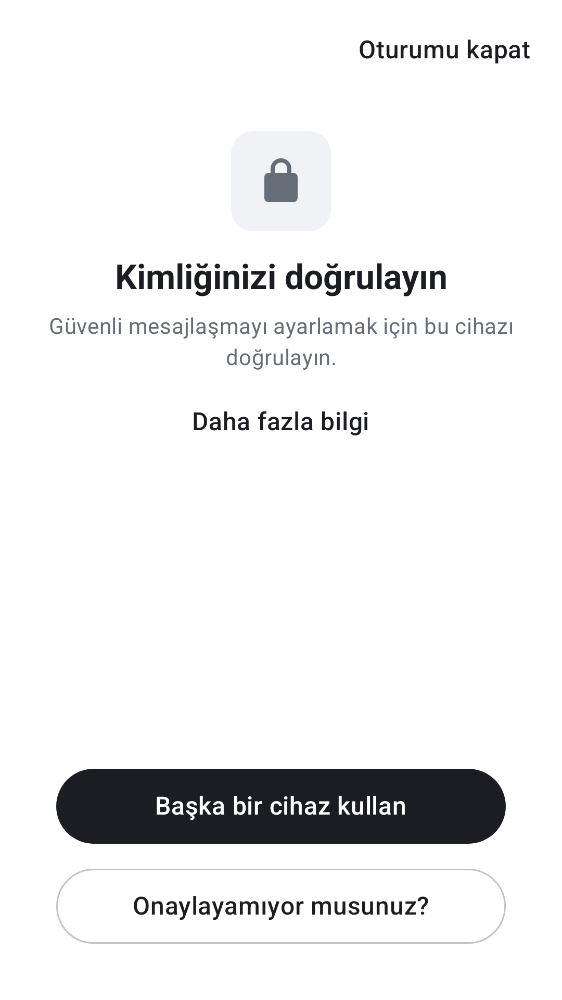 Oturumu kapat
Kimliğinizi doğrulayın
Güvenli mesajlaşmayı ayarlamak için bu cihazı
doğrulayın.
Daha fazla bilgi
Başka bir cihaz kullan
Onaylayamıyor musunuz?